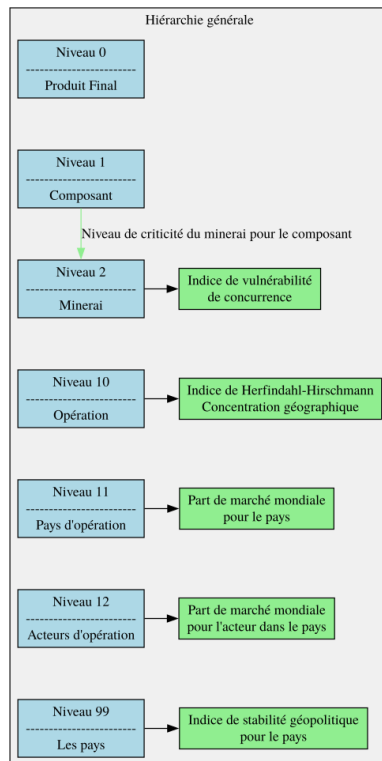 Hiérarchie générale
Niveau 0
----------------------
Produit Final
Niveau 1
----------------------
Composant
Niveau de criticité du minerai pour le composant
Niveau 2
----------------------
Minerai
Indice de vulnérabilité
de concurrence
Niveau 10
----------------------
Opération
Indice de Herfindahl-Hirschmann
Concentration géographique
Niveau 11
----------------------
Pays d'opération
Part de marché mondiale
pour le pays
Niveau 12
----------------------
Acteurs d'opération
Part de marché mondiale
pour l'acteur dans le pays
Niveau 99
----------------------
Les pays
Indice de stabilité géopolitique
pour le pays